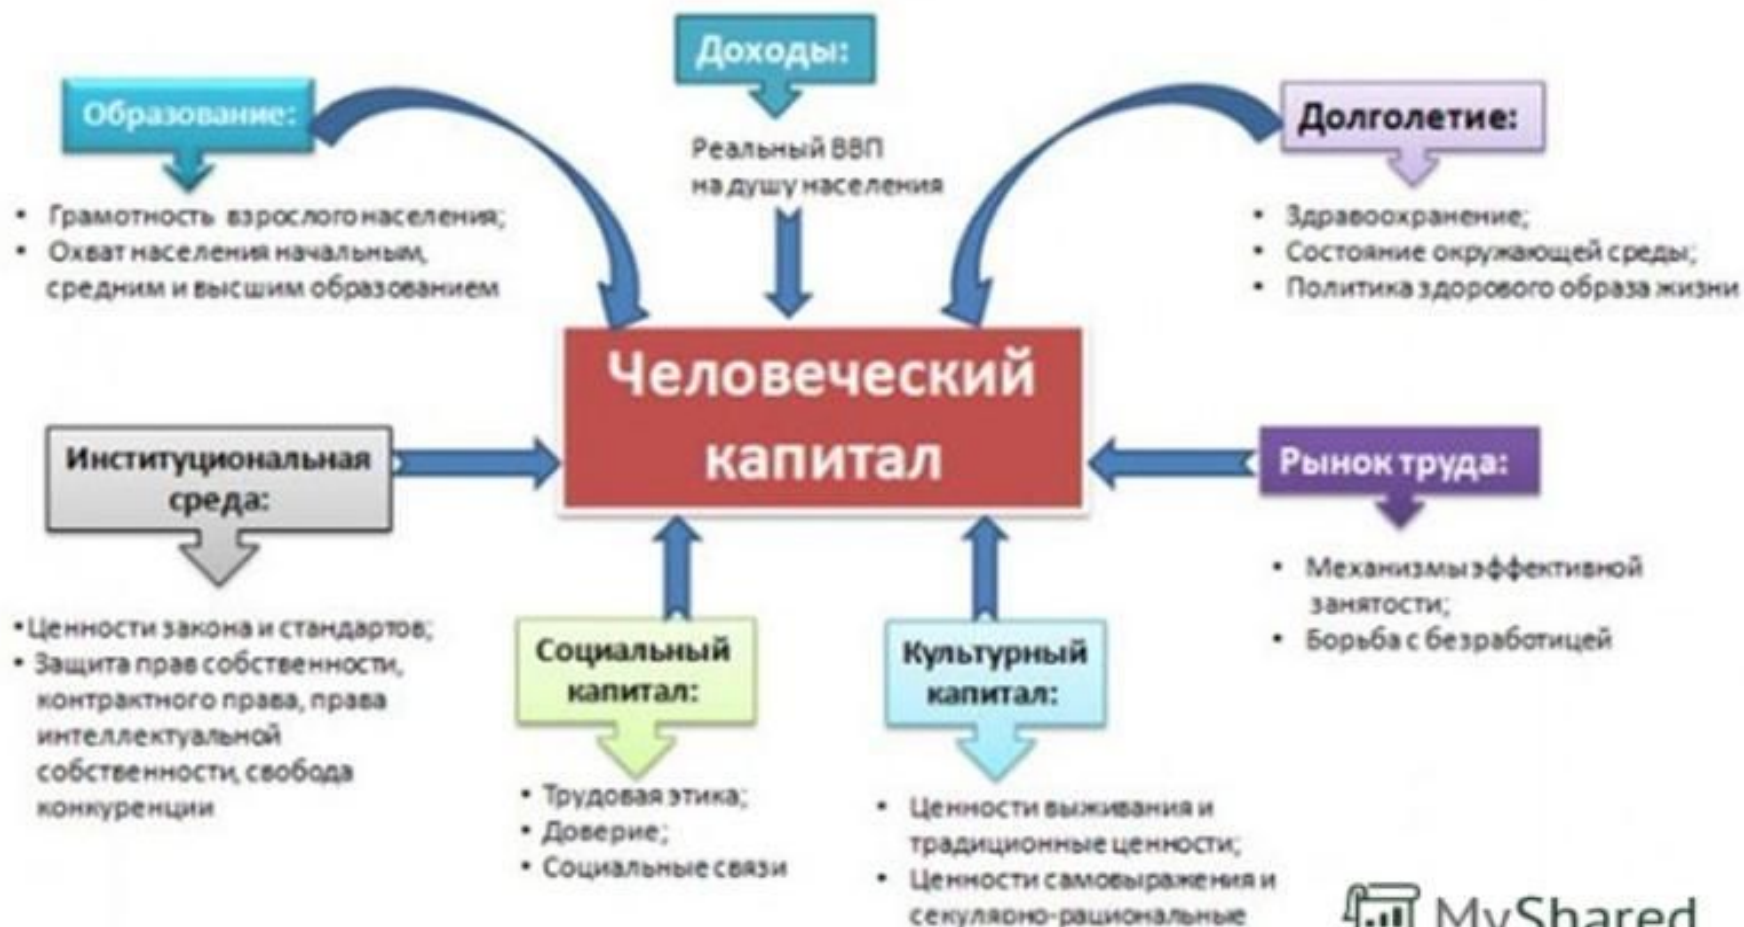 Доходы:
Реальный ВВП
на душу населения
Образование:
• Грамотность взрослого населения;
• Охват населения начальным,
средним и высшим образованием
Долголетие:
• Здравоохранение;
• Состояние окружающей среды;
• Политика здорового образа жизни
Человеческий
капитал
Институциональная
среда:
• Ценности закона и стандартов;
• Защита прав собственности,
контрактного права, права
интеллектуальной
собственности, свобода
конкуренции
Рынок труда:
• Механизмы эффективной
занятости;
• Борьба с безработицей
Социальный
капитал:
• Трудовая этика;
• Доверие;
• Социальные связи
Культурный
капитал:
• Ценности выживания и
традиционные ценности;
• Ценности самовыражения и
секулярно-рациональные
MyShared